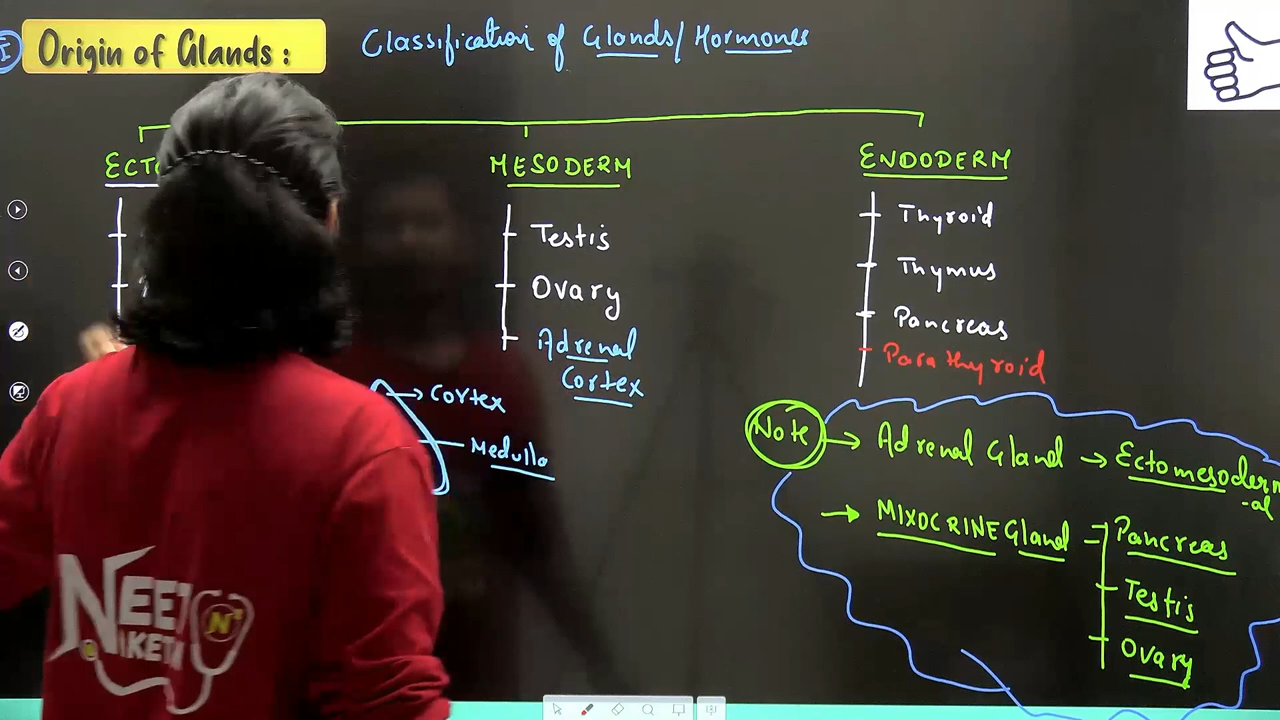 I Origin of Glands :
Classification of Glands/Hormones
ECTO
MESODERM
ENDODERM
Testis
Ovary
Adrenal
Cortex
Thyroid
Thymus
Pancreas
Parathyroid
Cortex
Medulla
Note → Adrenal Gland → Ectomesoderm
-al
→ MIXOCRINE Gland
Pancreas
Testis
Ovary
NEET
N